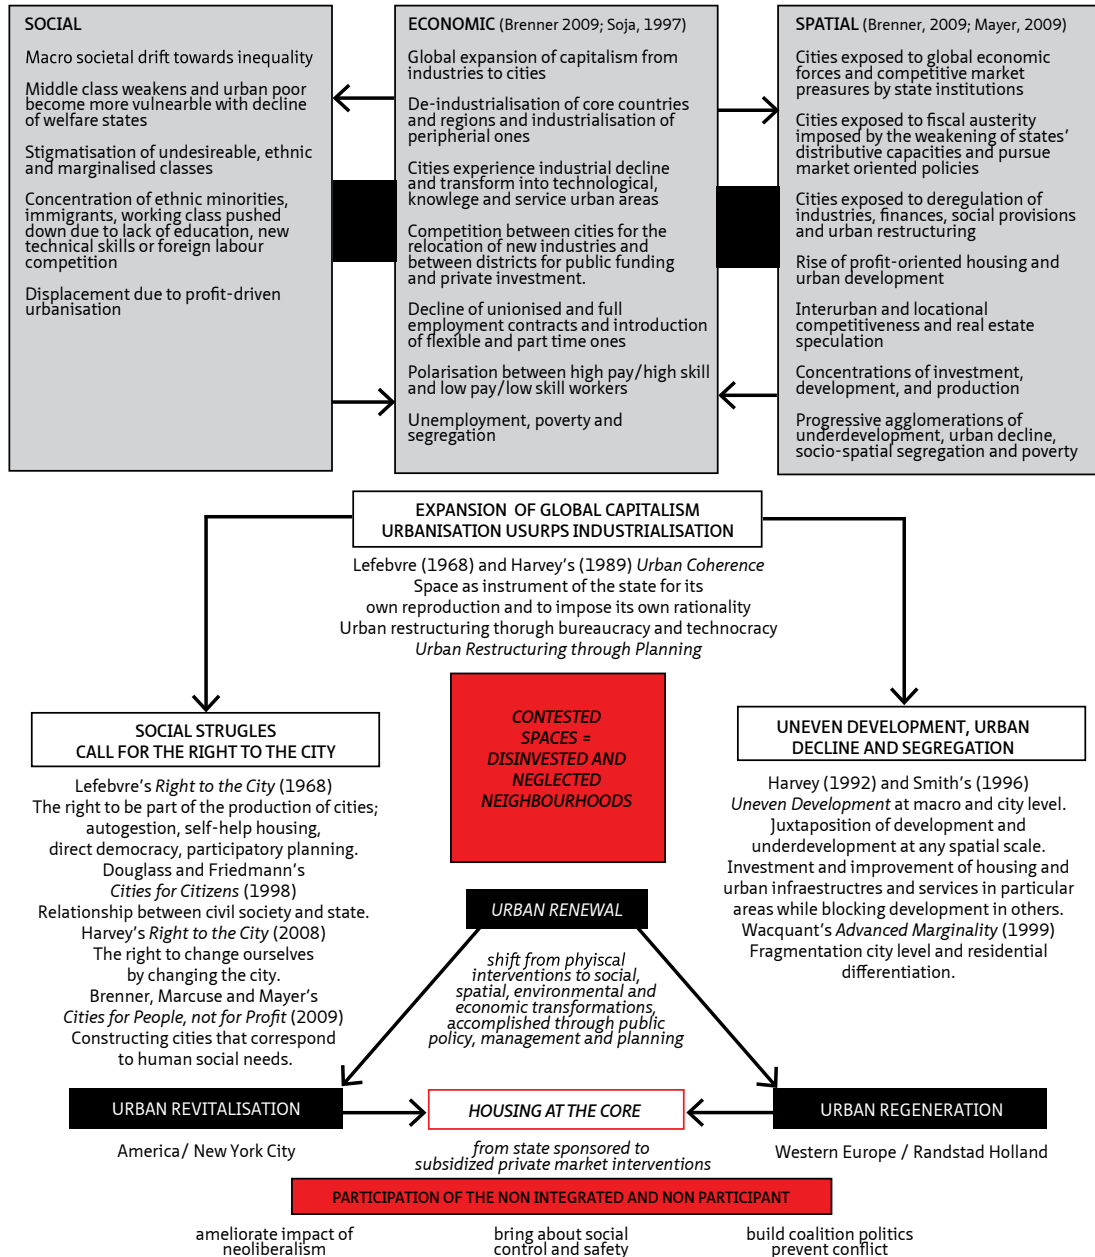 SOCIAL
Macro societal drift towards inequality
Middle class weakens and urban poor
become more vulnearble with decline
of welfare states
Stigmatisation of undesireable, ethnic
and marginalised classes
Concentration of ethnic minorities,
immigrants, working class pushed
down due to lack of education, new
technical skills or foreign labour
competition
Displacement due to profit-driven
urbanisation
ECONOMIC (Brenner 2009; Soja, 1997)
Global expansion of capitalism from
industries to cities
De-industrialisation of core countries
and regions and industrialisation of
peripheral ones
Cities experience industrial decline
and transform into technological,
knowlege and service urban areas
Competition between cities for the
relocation of new industries and
between districts for public funding
and private investment.
Decline of unionised and full
employment contracts and introduction
of flexible and part time ones
Polarisation between high pay/high skill
and low pay/low skill workers
Unemployment, poverty and
segregation
SPATIAL (Brenner, 2009; Mayer, 2009)
Cities exposed to global economic
forces and competitive market
presures by state institutions
Cities exposed to fiscal austerity
imposed by the weakening of states'
distributive capacities and pursue
market oriented policies
Cities exposed to deregulation of
industries, finances, social provisions
and urban restructuring
Rise of profit-oriented housing and
urban development
Interurban and locational
competitiveness and real estate
speculation
Concentrations of investment,
development, and production
Progressive agglomerations of
underdevelopment, urban decline,
socio-spatial segregation and poverty
EXPANSION OF GLOBAL CAPITALISM
URBANISATION USURPS INDUSTRIALISATION
Lefebvre (1968) and Harvey's (1989) Urban Coherence
Space as instrument of the state for its
own reproduction and to impose its own rationality
Urban restructuring thorugh bureaucracy and technocracy
Urban Restructuring through Planning
SOCIAL STRUGLES
CALL FOR THE RIGHT TO THE CITY
Lefebvre's Right to the City (1968)
The right to be part of the production of cities;
autogestion, self-help housing,
direct democracy, participatory planning.
Douglass and Friedmann's
Cities for Citizens (1998)
Relationship between civil society and state.
Harvey's Right to the City (2008)
The right to change ourselves
by changing the city.
Brenner, Marcuse and Mayer's
Cities for People, not for Profit (2009)
Constructing cities that correspond
to human social needs.
CONTESTED
SPACES =
DISINVESTED AND
NEGLECTED
NEIGHBOURHOODS
UNEVEN DEVELOPMENT, URBAN
DECLINE AND SEGREGATION
Harvey (1992) and Smith's (1996)
Uneven Development at macro and city level.
Juxtaposition of development and
underdevelopment at any spatial scale.
Investment and improvement of housing and
urban infraestructres and services in particular
areas while blocking development in others.
Wacquant's Advanced Marginality (1999)
Fragmentation city level and residential
differentiation.
URBAN RENEWAL
shift from phyiscal
interventions to social,
spatial, environmental and
economic transformations,
accomplished through public
policy, management and planning
URBAN REVITALISATION
America/ New York City
HOUSING AT THE CORE
from state sponsored to
subsidized private market interventions
URBAN REGENERATION
Western Europe / Randstad Holland
PARTICIPATION OF THE NON INTEGRATED AND NON PARTICIPANT
ameliorate impact of
neoliberalism
bring about social
control and safety
build coalition politics
prevent conflict